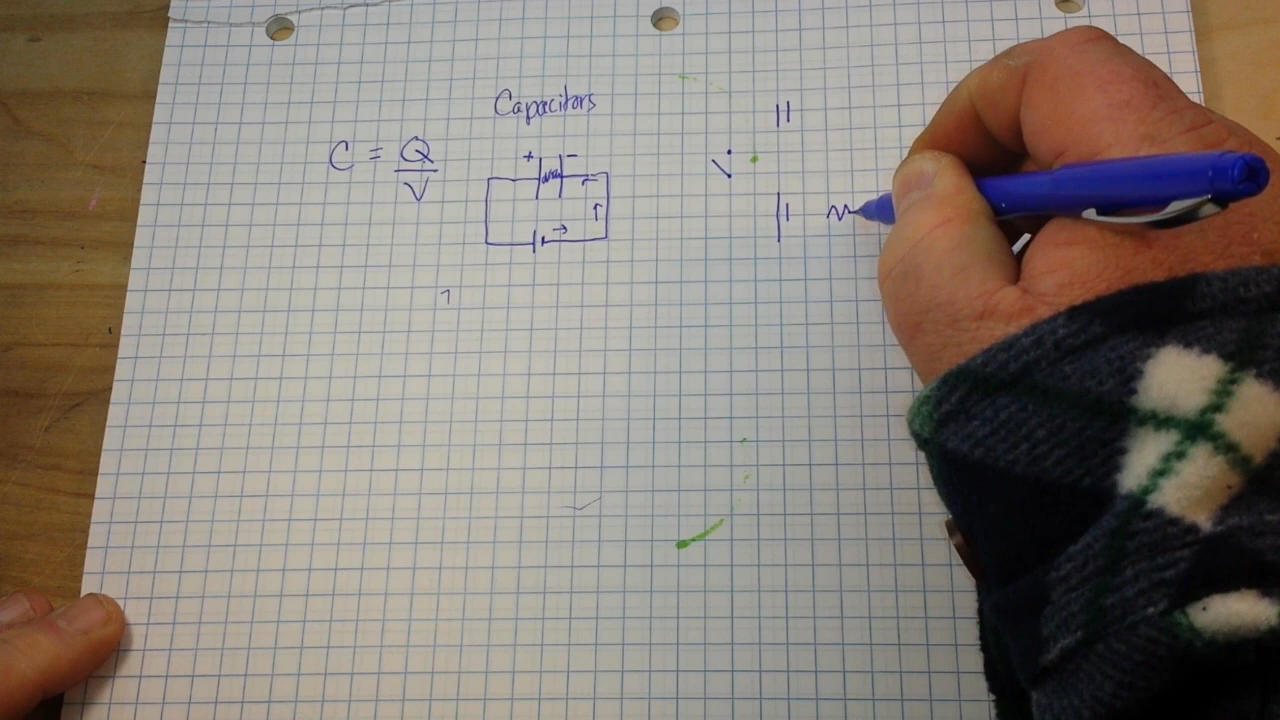 Capacitors
C = Q/V
+ −